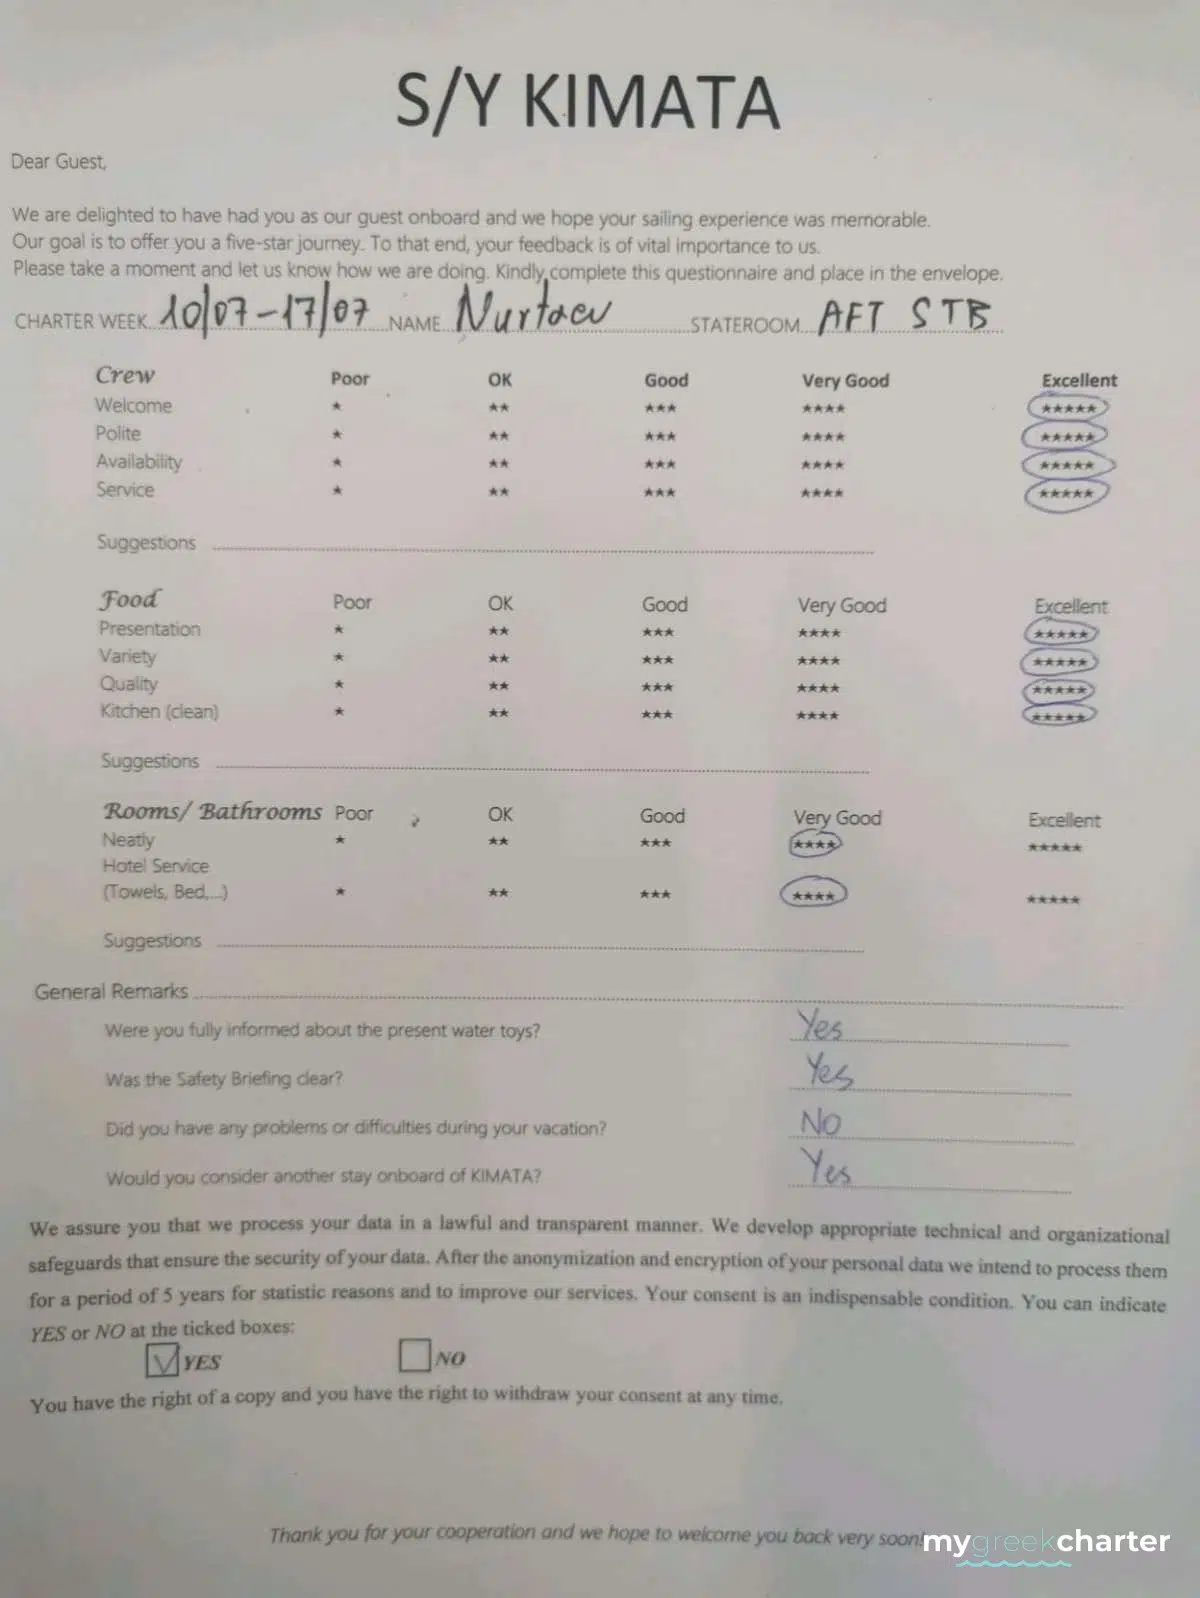 S/Y KIMATA
Dear Guest,
We are delighted to have had you as our guest onboard and we hope your sailing experience was memorable.
Our goal is to offer you a five-star journey. To that end, your feedback is of vital importance to us.
Please take a moment and let us know how we are doing. Kindly complete this questionnaire and place in the envelope.
CHARTER WEEK 10/07-17/07 NAME Nurtaev STATEROOM AFT STB
Crew Poor OK Good Very Good Excellent
Welcome ★ ★★ ★★★ ★★★★ ★★★★★
Polite ★ ★★ ★★★ ★★★★ ★★★★★
Availability ★ ★★ ★★★ ★★★★ ★★★★★
Service ★ ★★ ★★★ ★★★★ ★★★★★
Suggestions
Food Poor OK Good Very Good Excellent
Presentation ★ ★★ ★★★ ★★★★ ★★★★★
Variety ★ ★★ ★★★ ★★★★ ★★★★★
Quality ★ ★★ ★★★ ★★★★ ★★★★★
Kitchen (clean) ★ ★★ ★★★ ★★★★ ★★★★★
Suggestions
Rooms/ Bathrooms Poor OK Good Very Good Excellent
Neatly ★ ★★ ★★★ ★★★★ ★★★★★
Hotel Service
(Towels, Bed,...) ★ ★★ ★★★ ★★★★ ★★★★★
Suggestions
General Remarks
Were you fully informed about the present water toys? Yes
Was the Safety Briefing clear? Yes
Did you have any problems or difficulties during your vacation? No
Would you consider another stay onboard of KIMATA? Yes
We assure you that we process your data in a lawful and transparent manner. We develop appropriate technical and organizational
safeguards that ensure the security of your data. After the anonymization and encryption of your personal data we intend to process them
for a period of 5 years for statistic reasons and to improve our services. Your consent is an indispensable condition. You can indicate
YES or NO at the ticked boxes:
YES NO
You have the right of a copy and you have the right to withdraw your consent at any time.
Thank you for your cooperation and we hope to welcome you back very soon!
mygreekcharter